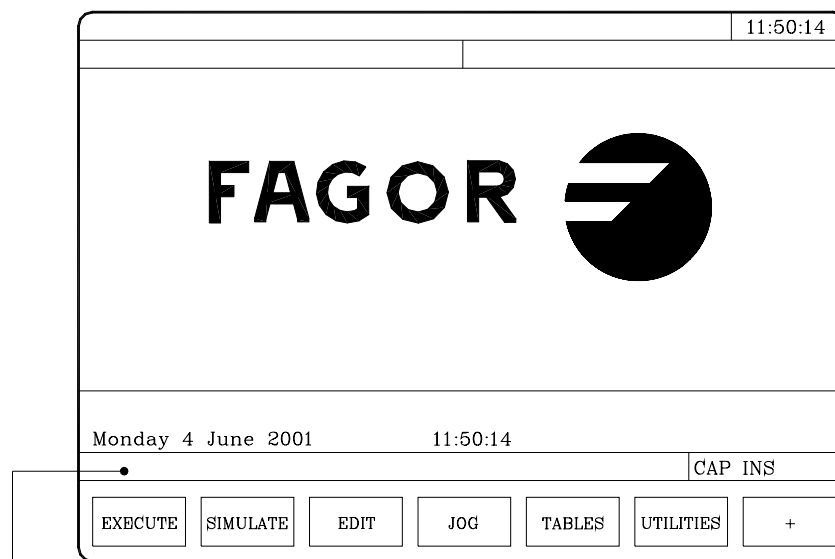 11:50:14
FAGOR
Monday 4 June 2001 11:50:14
CAP INS
EXECUTE SIMULATE EDIT JOG TABLES UTILITIES +